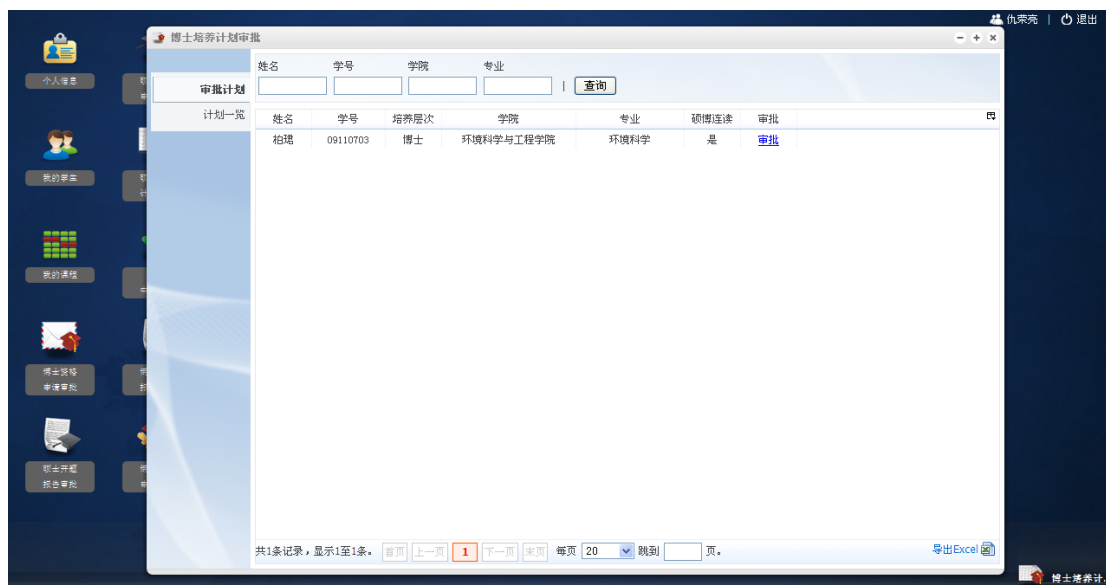 仇荣亮 | 退出
博士培养计划审批
审批计划
计划一览
姓名 学号 学院 专业
| 查询
姓名 学号 培养层次 学院 专业 硕博连读 审批
柏珺 09110703 博士 环境科学与工程学院 环境科学 是 审批
共1条记录，显示1至1条。 首页 上一页 1 下一页 末页 每页 20 跳到 页。
导出Excel
个人信息
我的学生
我的课程
博士资格
申请审批
硕士开题
报告审批
博士培养计